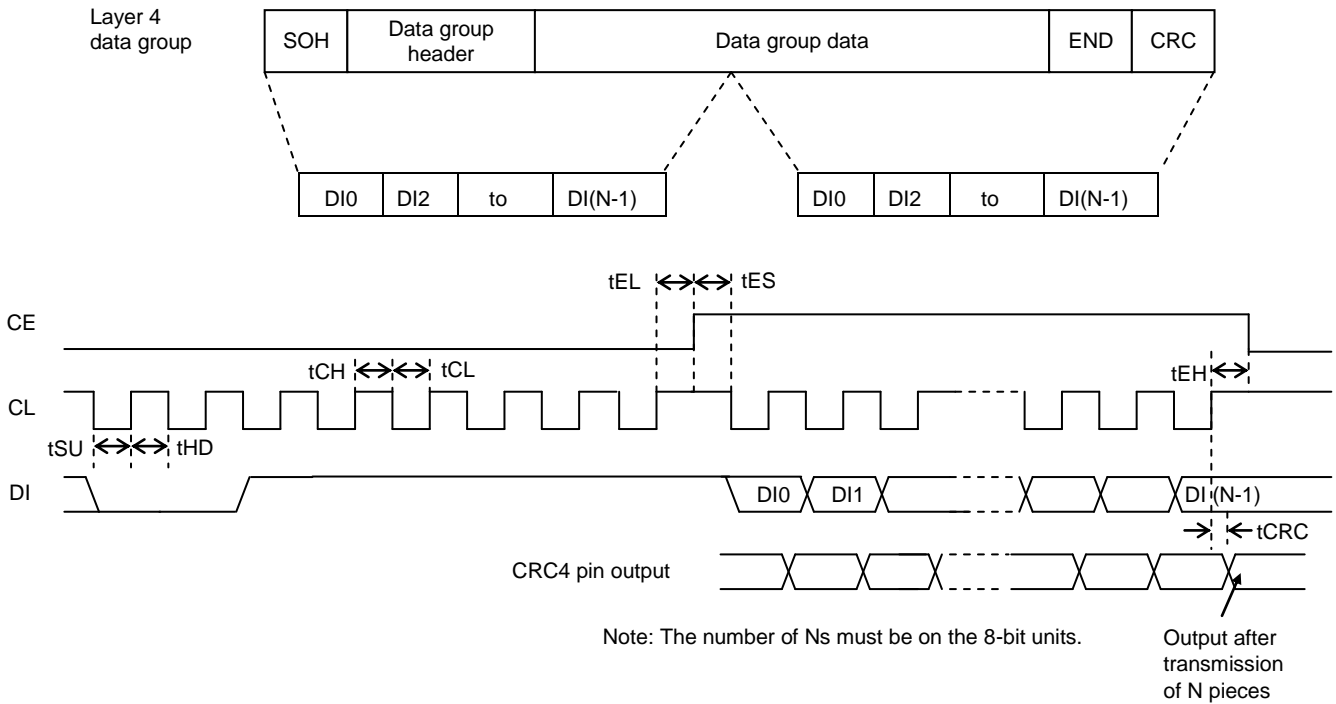 Layer 4
data group
SOH
Data group
header
Data group data
END
CRC
DI0
DI2
to
DI(N-1)
DI0
DI2
to
DI(N-1)
tEL
tES
CE
tCH
tCL
tEH
CL
tSU
tHD
DI
DI0
DI1
DI (N-1)
tCRC
CRC4 pin output
Note: The number of Ns must be on the 8-bit units.
Output after
transmission
of N pieces